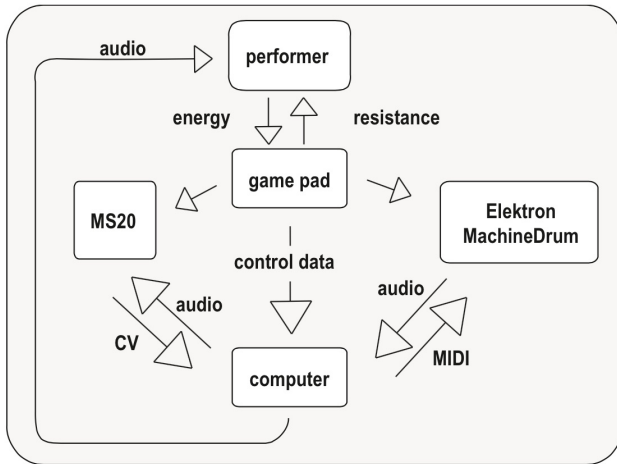 audio
performer
energy
resistance
game pad
MS20
Elektron
MachineDrum
control data
audio
audio
CV
MIDI
computer